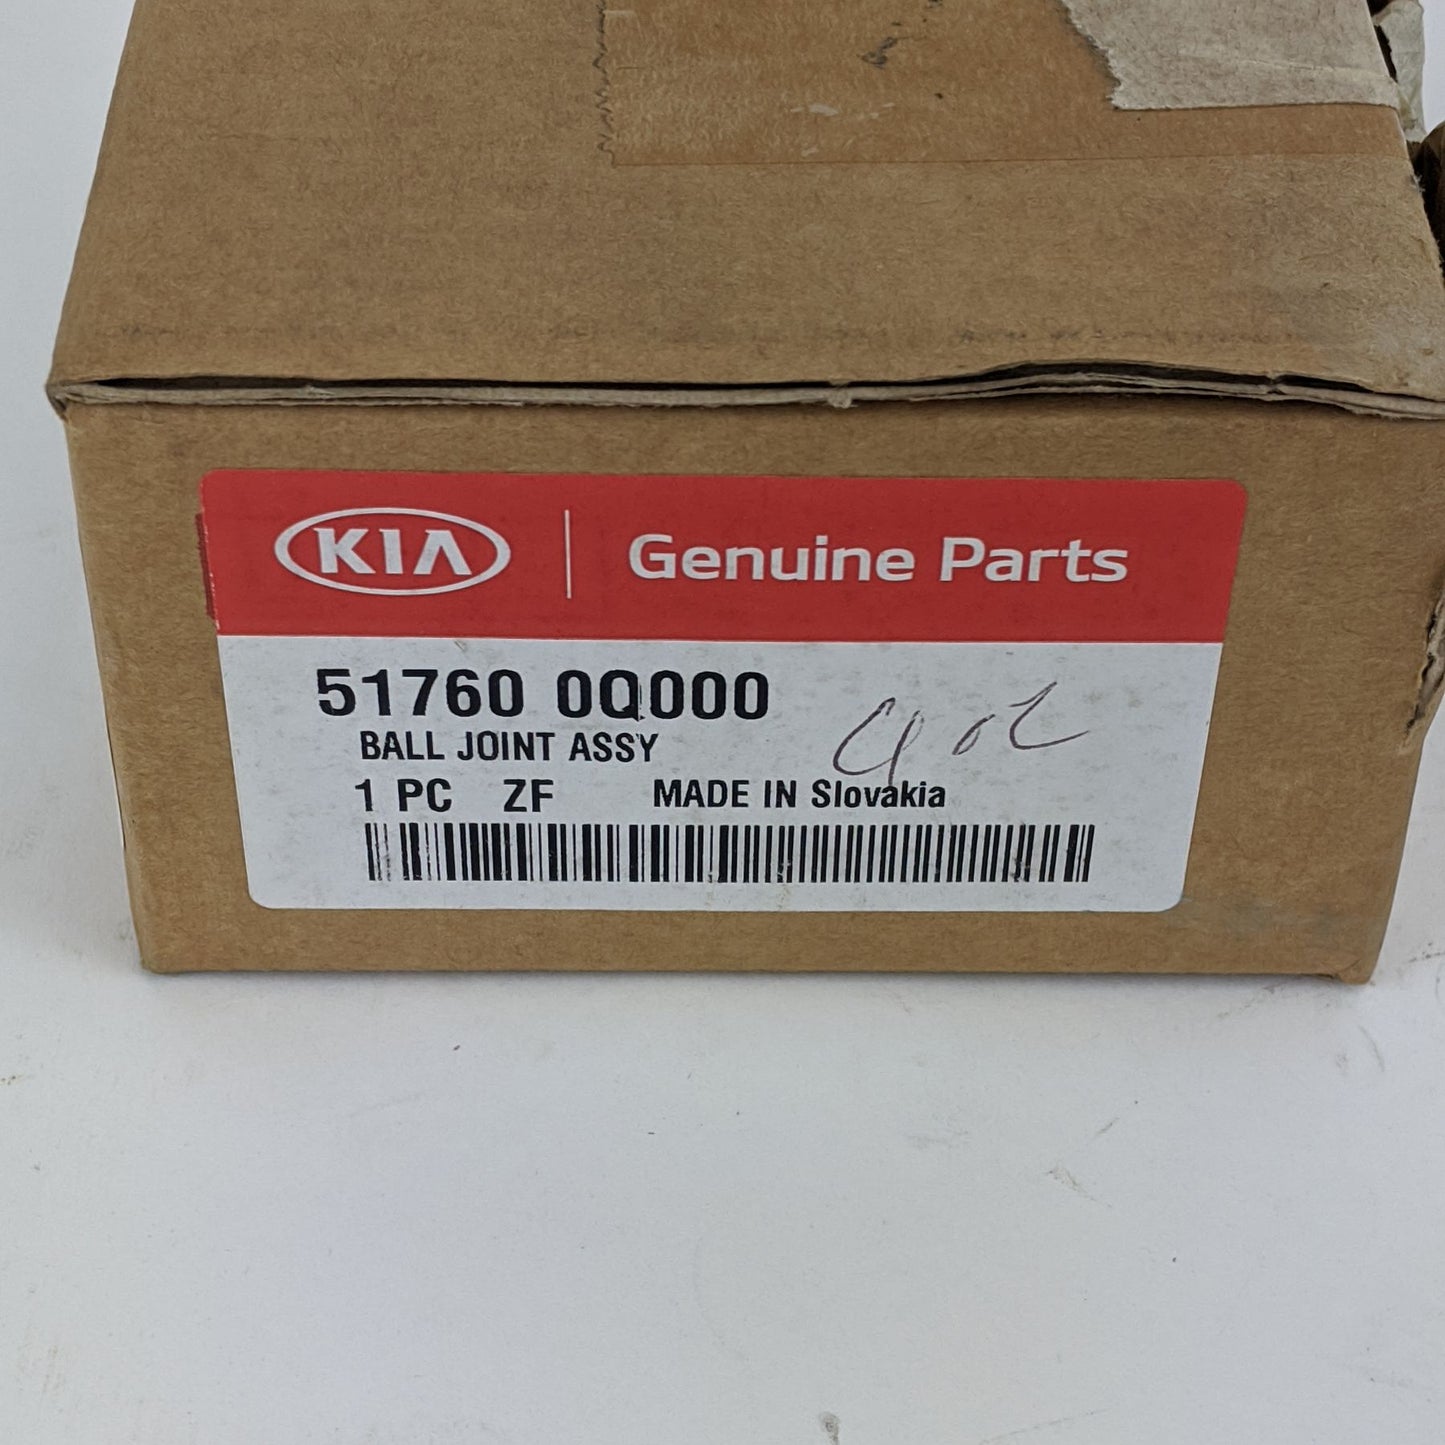 KIA Genuine Parts
51760 0Q000
BALL JOINT ASSY
1 PC ZF MADE IN Slovakia